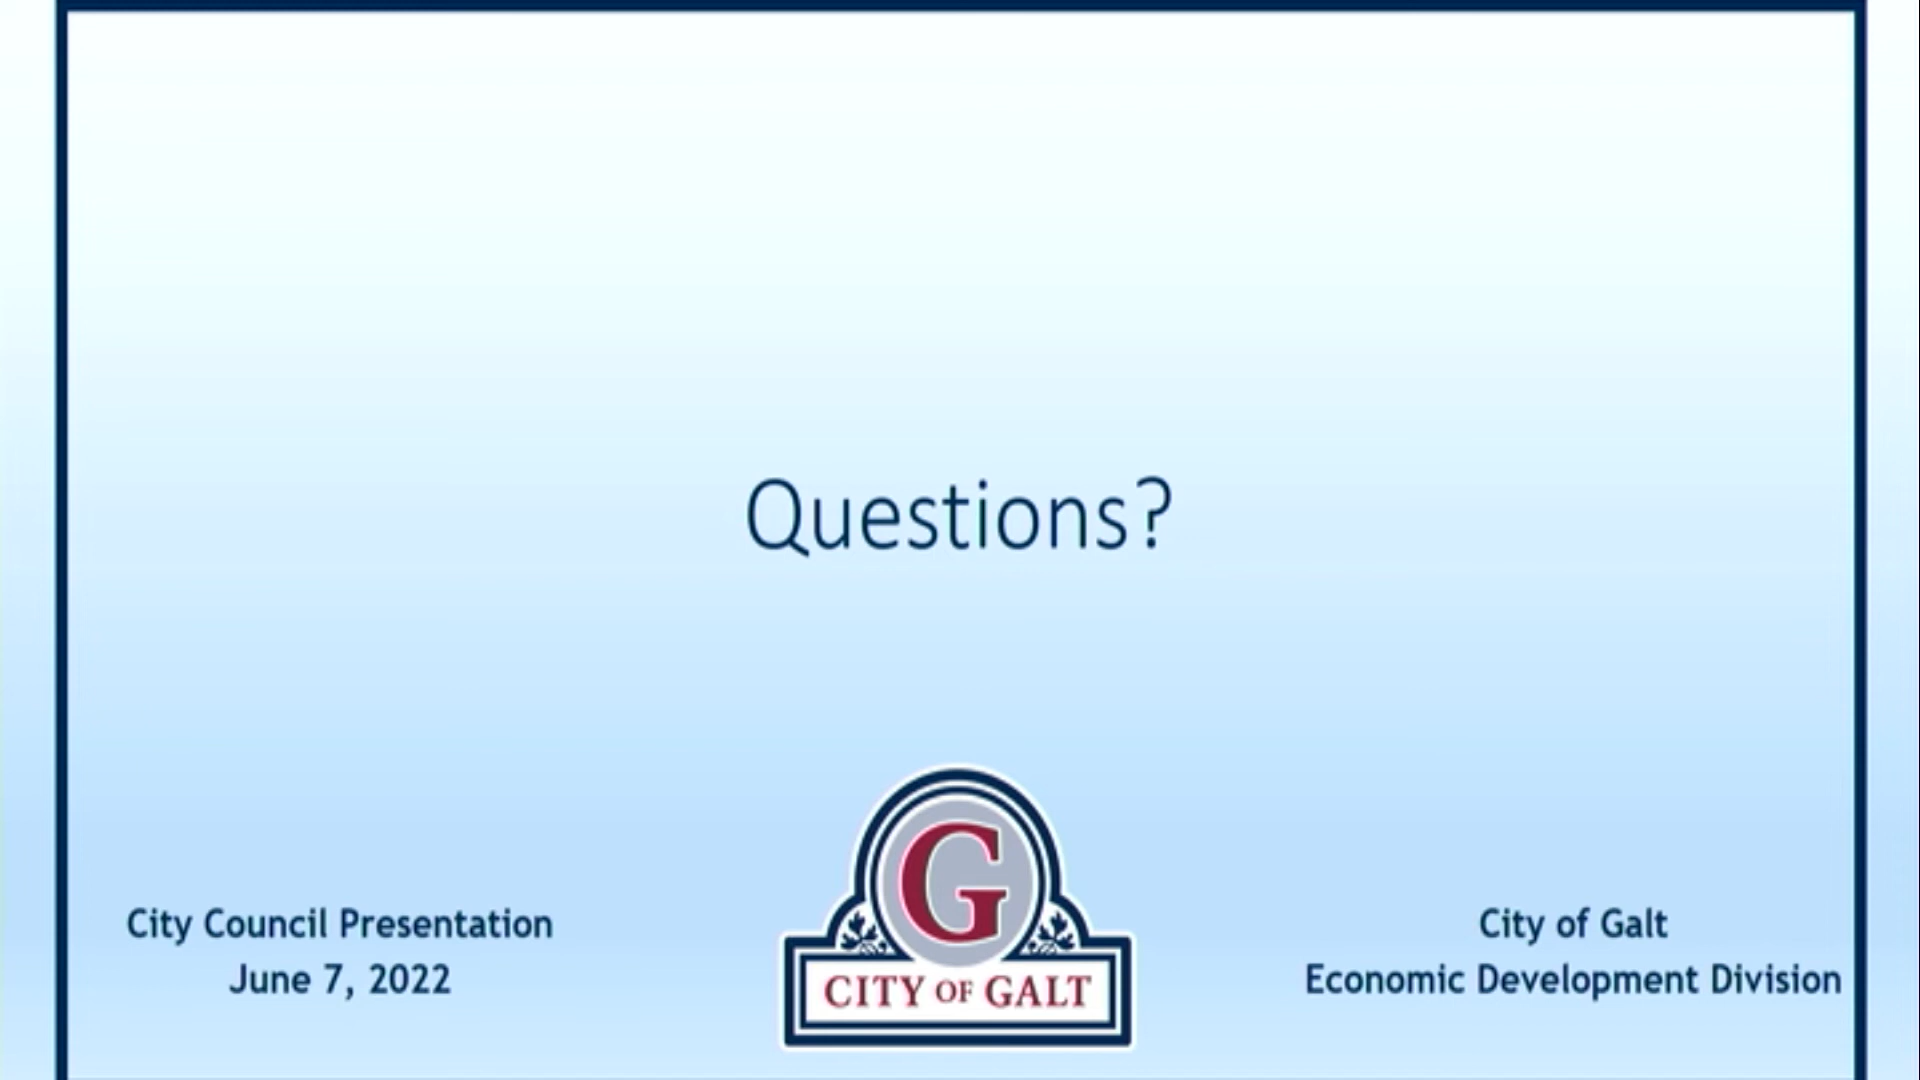 Questions?
City Council Presentation
June 7, 2022
G
CITY OF GALT
City of Galt
Economic Development Division